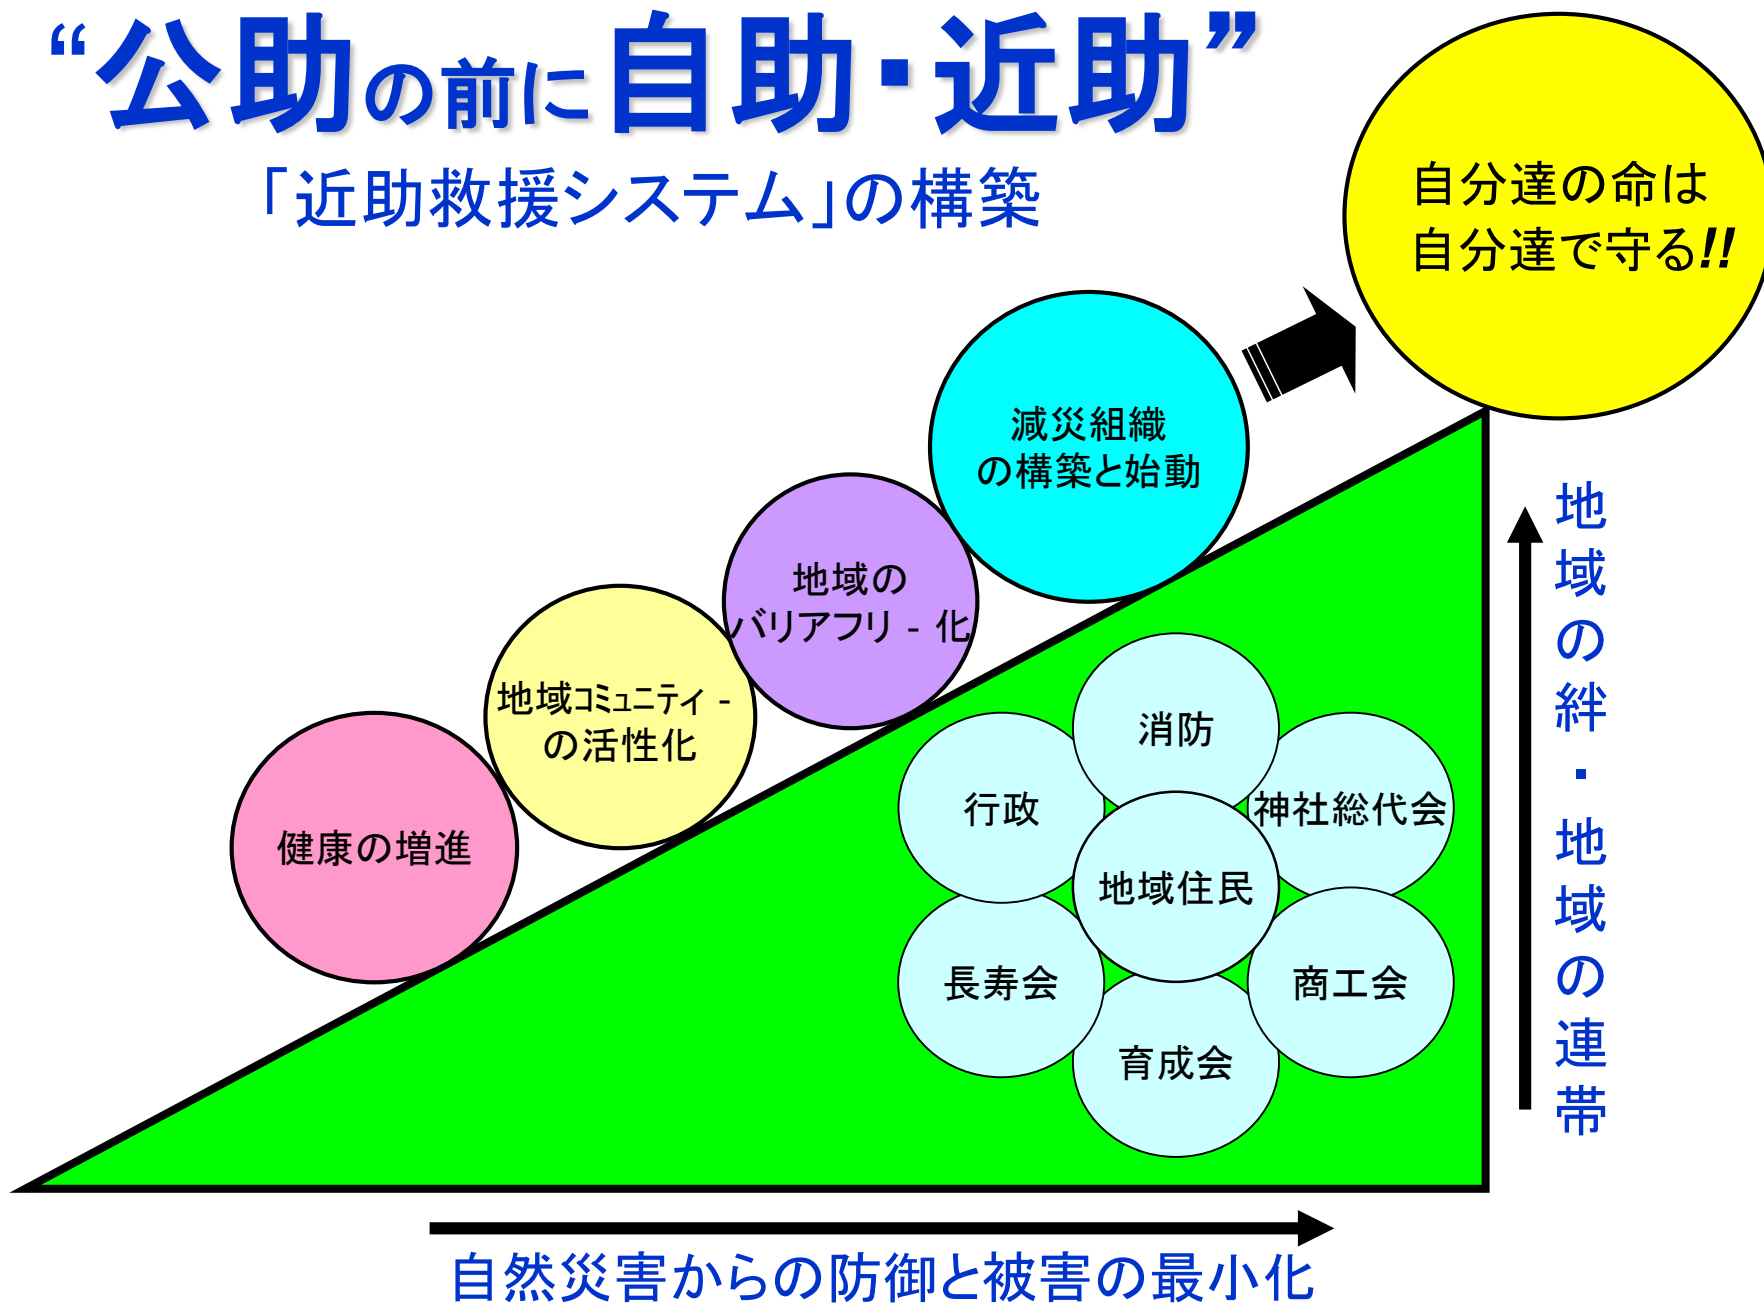 “公助の前に自助・近助”
「近助救援システム」の構築
自分達の命は
自分達で守る!!
減災組織
の構築と始動
地域の
バリアフリ‐化
地域コミュニティ‐
の活性化
健康の増進
消防
行政
神社総代会
地域住民
長寿会
商工会
育成会
地域の絆・地域の連帯
自然災害からの防御と被害の最小化